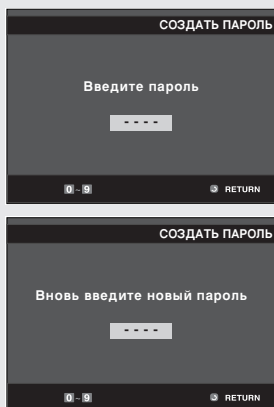 СОЗДАТЬ ПАРОЛЬ
Введите пароль
- - - -
0 ~ 9 RETURN
СОЗДАТЬ ПАРОЛЬ
Вновь введите новый пароль
- - - -
0 ~ 9 RETURN